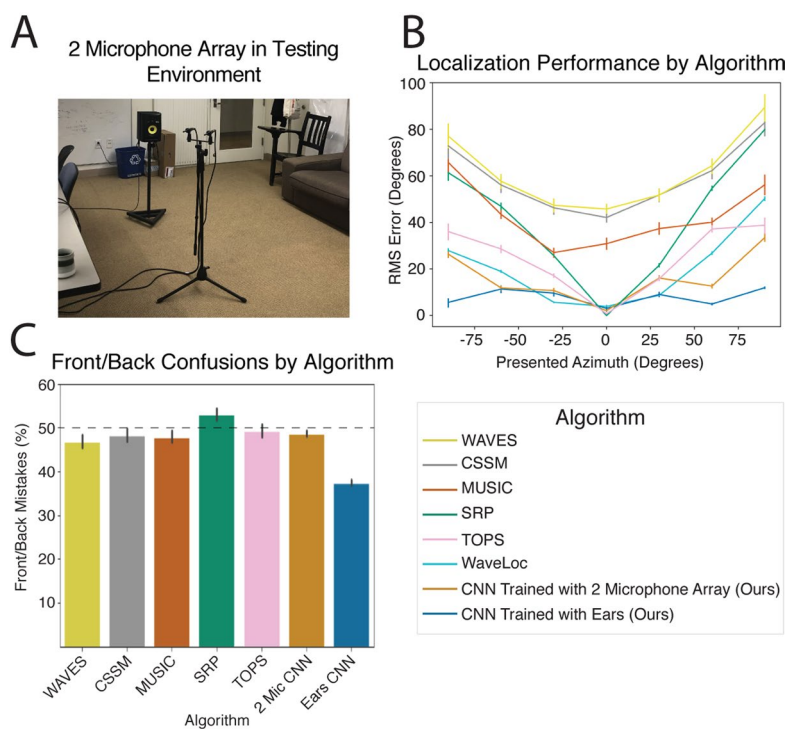 A
2 Microphone Array in Testing
Environment
B
Localization Performance by Algorithm
100
80
60
40
20
0
RMS Error (Degrees)
-75
-50
-25
0
25
50
75
Presented Azimuth (Degrees)
C
Front/Back Confusions by Algorithm
60
50
40
30
20
10
Front/Back Mistakes (%)
WAVES
CSSM
MUSIC
SRP
TOPS
2 Mic CNN
Ears CNN
Algorithm
Algorithm
WAVES
CSSM
MUSIC
SRP
TOPS
WaveLoc
CNN Trained with 2 Microphone Array (Ours)
CNN Trained with Ears (Ours)